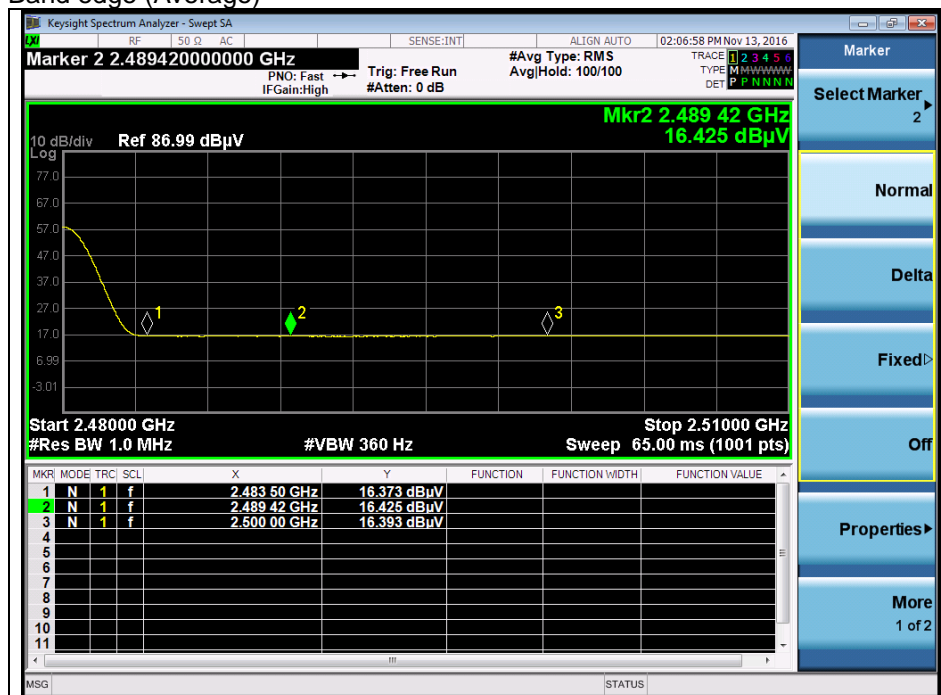 Band edge (Average)
Keysight Spectrum Analyzer - Swept SA
LXI RF 50 Ω AC SENSE:INT ALIGN AUTO 02:06:58 PM Nov 13, 2016
Marker 2 2.489420000000 GHz #Avg Type: RMS TRACE 1 2 3 4 5 6
PNO: Fast Trig: Free Run Avg|Hold: 100/100 TYPE M M W W W W
IFGain:High #Atten: 0 dB DET P P N N N N
Mkr2 2.489 42 GHz
10 dB/div Ref 86.99 dBµV 16.425 dBµV
Log
77.0
67.0
57.0
47.0
37.0
27.0
17.0
6.99
-3.01
1
2
3
Start 2.48000 GHz Stop 2.51000 GHz
#Res BW 1.0 MHz #VBW 360 Hz Sweep 65.00 ms (1001 pts)
MKR MODE TRC SCL X Y FUNCTION FUNCTION WIDTH FUNCTION VALUE
1 N 1 f 2.483 50 GHz 16.373 dBµV
2 N 1 f 2.489 42 GHz 16.425 dBµV
3 N 1 f 2.500 00 GHz 16.393 dBµV
4
5
6
7
8
9
10
11
MSG STATUS
Marker
Select Marker
2
Normal
Delta
Fixed
Off
Properties
More
1 of 2